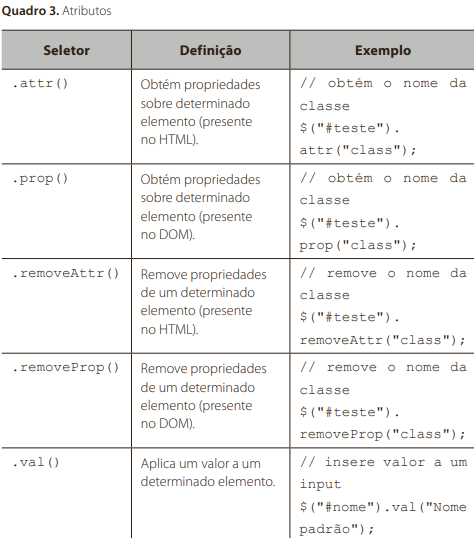 Quadro 3. Atributos
Seletor Definição Exemplo
.attr()
Obtém propriedades
sobre determinado
elemento (presente
no HTML).
// obtém o nome da
classe
$("#teste").
attr("class");
.prop()
Obtém propriedades
sobre determinado
elemento (presente
no DOM).
// obtém o nome da
classe
$("#teste").
prop("class");
.removeAttr()
Remove propriedades
de um determinado
elemento (presente
no HTML).
// remove o nome da
classe
$("#teste").
removeAttr("class");
.removeProp()
Remove propriedades
de um determinado
elemento (presente
no DOM).
// remove o nome da
classe
$("#teste").
removeProp("class");
.val()
Aplica um valor a um
determinado elemento.
// insere valor a um
input
$("#nome").val("Nome
padrão");